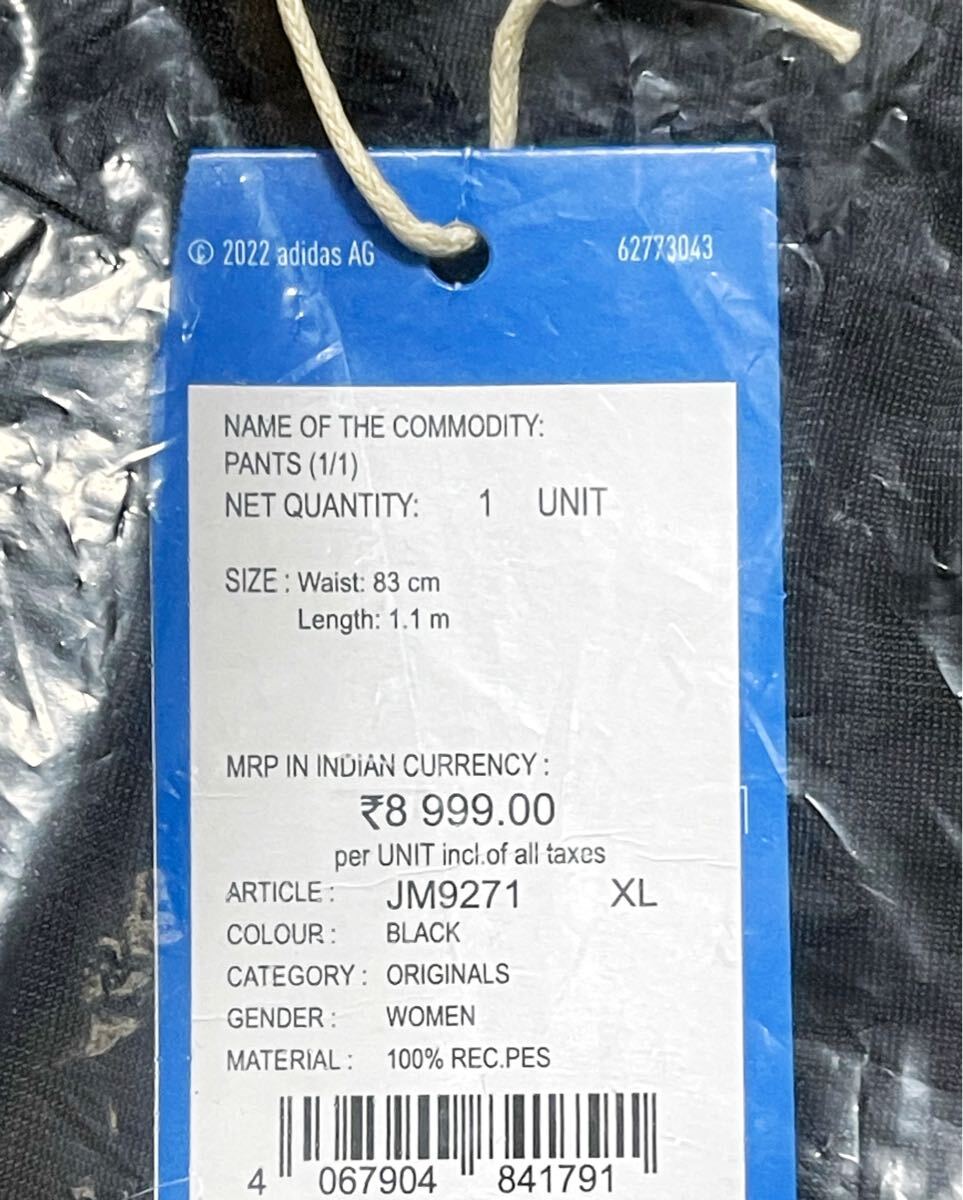 © 2022 adidas AG 62773043
NAME OF THE COMMODITY:
PANTS (1/1)
NET QUANTITY: 1 UNIT
SIZE : Waist: 83 cm
Length: 1.1 m
MRP IN INDIAN CURRENCY :
₹8 999.00
per UNIT incl.of all taxes
ARTICLE : JM9271 XL
COLOUR : BLACK
CATEGORY : ORIGINALS
GENDER : WOMEN
MATERIAL : 100% REC.PES
4 067904 841791